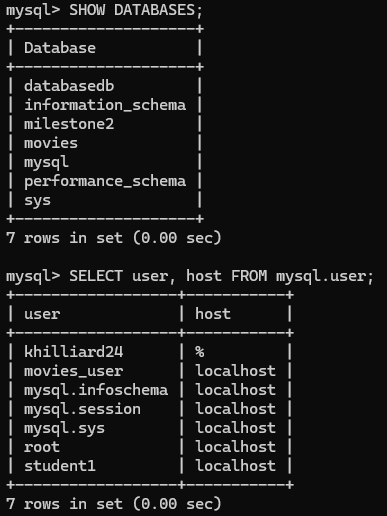 mysql> SHOW DATABASES;
+--------------------+
| Database           |
+--------------------+
| databasedb         |
| information_schema |
| milestone2         |
| movies             |
| mysql              |
| performance_schema |
| sys                |
+--------------------+
7 rows in set (0.00 sec)

mysql> SELECT user, host FROM mysql.user;
+------------------+-----------+
| user             | host      |
+------------------+-----------+
| khilliard24      | %         |
| movies_user      | localhost |
| mysql.infoschema | localhost |
| mysql.session    | localhost |
| mysql.sys        | localhost |
| root             | localhost |
| student1         | localhost |
+------------------+-----------+
7 rows in set (0.00 sec)